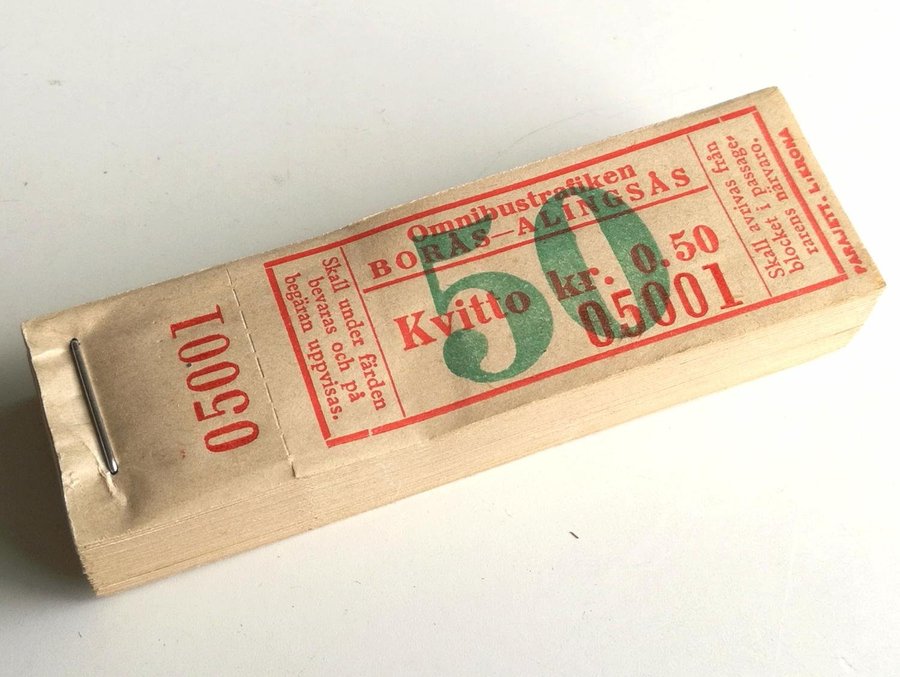 05001
Skall under färden
bevaras och på
begäran uppvisas.
Omnibustrafiken
BORÅS—ALINGSÅS
50
Kvitto kr. 0.50
05001
Skall avrivas från
blocket i passage-
rarens närvaro.
PARAJETT. L:KRONA